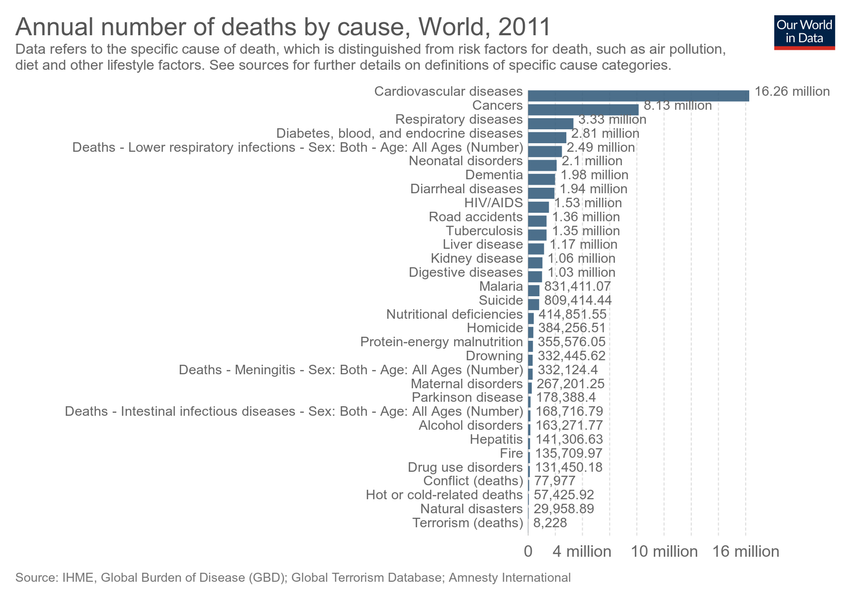 Annual number of deaths by cause, World, 2011
Our World
in Data
Data refers to the specific cause of death, which is distinguished from risk factors for death, such as air pollution,
diet and other lifestyle factors. See sources for further details on definitions of specific cause categories.
Cardiovascular diseases 16.26 million
Cancers 8.13 million
Respiratory diseases 3.33 million
Diabetes, blood, and endocrine diseases 2.81 million
Deaths - Lower respiratory infections - Sex: Both - Age: All Ages (Number) 2.49 million
Neonatal disorders 2.1 million
Dementia 1.98 million
Diarrheal diseases 1.94 million
HIV/AIDS 1.53 million
Road accidents 1.36 million
Tuberculosis 1.35 million
Liver disease 1.17 million
Kidney disease 1.06 million
Digestive diseases 1.03 million
Malaria 831,411.07
Suicide 809,414.44
Nutritional deficiencies 414,851.55
Homicide 384,256.51
Protein-energy malnutrition 355,576.05
Drowning 332,445.62
Deaths - Meningitis - Sex: Both - Age: All Ages (Number) 332,124.4
Maternal disorders 267,201.25
Parkinson disease 178,388.4
Deaths - Intestinal infectious diseases - Sex: Both - Age: All Ages (Number) 168,716.79
Alcohol disorders 163,271.77
Hepatitis 141,306.63
Fire 135,709.97
Drug use disorders 131,450.18
Conflict (deaths) 77,977
Hot or cold-related deaths 57,425.92
Natural disasters 29,958.89
Terrorism (deaths) 8,228
0 4 million 10 million 16 million
Source: IHME, Global Burden of Disease (GBD); Global Terrorism Database; Amnesty International